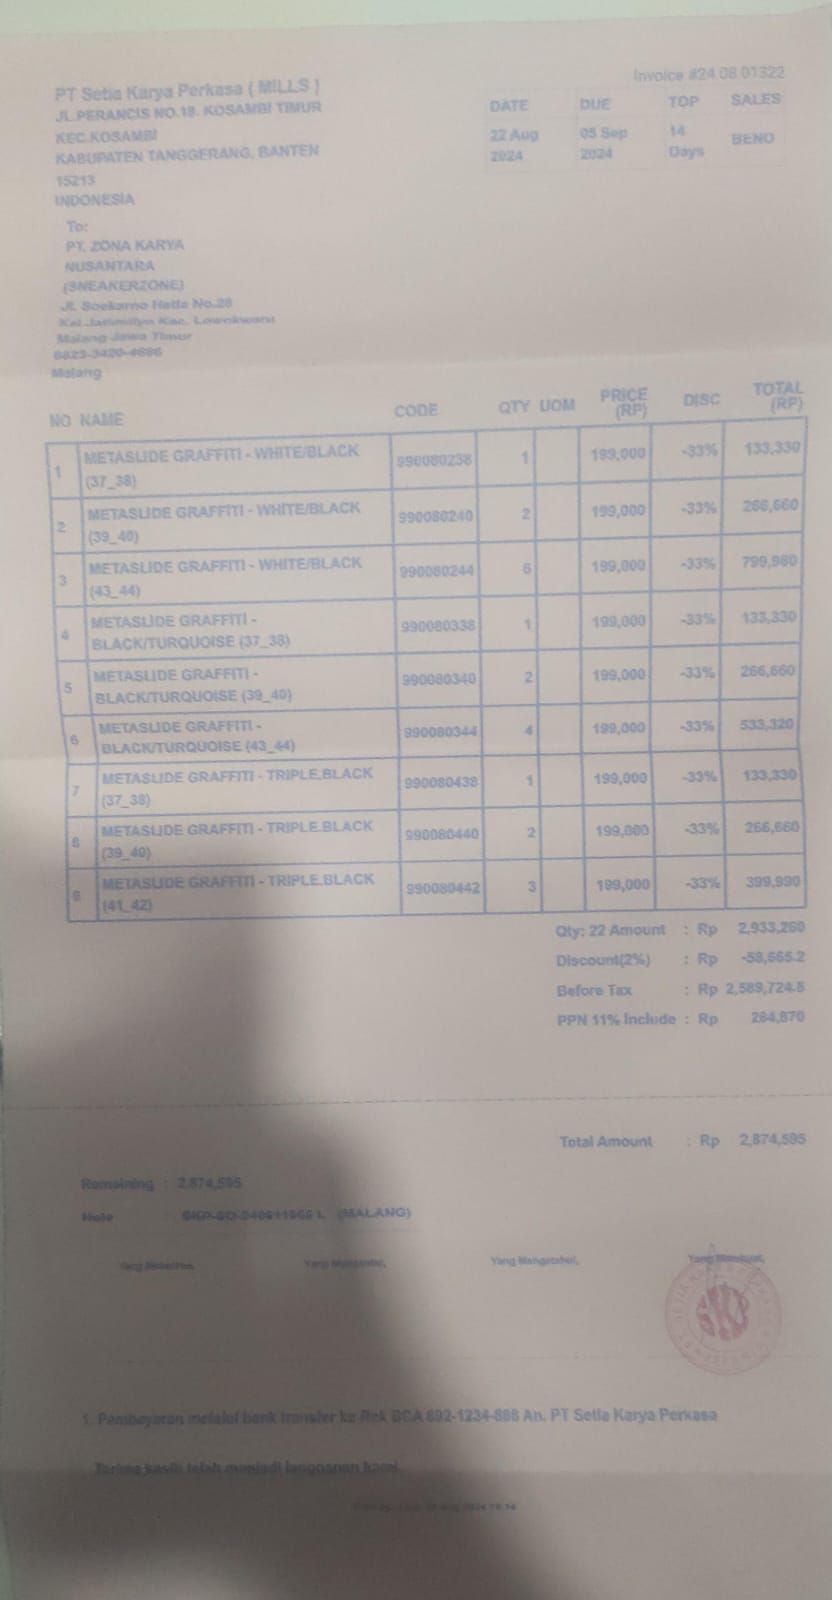 Invoice #24.08.01322
PT Setia Karya Perkasa ( MILLS )
JL.PERANCIS NO.18. KOSAMBI TIMUR
KEC.KOSAMBI
KABUPATEN TANGGERANG, BANTEN
15213
INDONESIA
DATE DUE TOP SALES
22 Aug 2024 05 Sep 2024 14 Days BENO
To:
PT. ZONA KARYA
NUSANTARA
(SNEAKERZONE)
Jl. Soekarno Hatta No.28
Kel.Jatimulyo Kec. Lowokwaru
Malang Jawa Timur
0823-3420-4686
Malang
NO NAME CODE QTY UOM PRICE (RP) DISC TOTAL (RP)
1 METASLIDE GRAFFITI - WHITE/BLACK (37_38) 990080238 1 199,000 -33% 133,330
2 METASLIDE GRAFFITI - WHITE/BLACK (39_40) 990080240 2 199,000 -33% 266,660
3 METASLIDE GRAFFITI - WHITE/BLACK (43_44) 990080244 6 199,000 -33% 799,980
4 METASLIDE GRAFFITI - BLACK/TURQUOISE (37_38) 990080338 1 199,000 -33% 133,330
5 METASLIDE GRAFFITI - BLACK/TURQUOISE (39_40) 990080340 2 199,000 -33% 266,660
6 METASLIDE GRAFFITI - BLACK/TURQUOISE (43_44) 990080344 4 199,000 -33% 533,320
7 METASLIDE GRAFFITI - TRIPLE.BLACK (37_38) 990080438 1 199,000 -33% 133,330
8 METASLIDE GRAFFITI - TRIPLE.BLACK (39_40) 990080440 2 199,000 -33% 266,660
9 METASLIDE GRAFFITI - TRIPLE.BLACK (41_42) 990080442 3 199,000 -33% 399,990
Qty: 22 Amount : Rp 2,933,260
Discount(2%) : Rp -58,665.2
Before Tax : Rp 2,589,724.5
PPN 11% Include : Rp 284,870
Total Amount : Rp 2,874,595
Remaining : 2,874,595
Note (MALANG)
Yang Menerima, Yang Mengantar, Yang Mengetahui, Yang Membuat,
SKP
1. Pembayaran melalui bank transfer ke Rek BCA 692-1234-888 An. PT Setia Karya Perkasa
Terima kasih telah menjadi langganan kami.